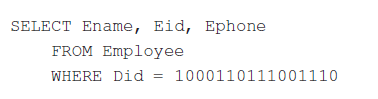 SELECT Ename, Eid, Ephone
FROM Employee
WHERE Did = 1000110111001110